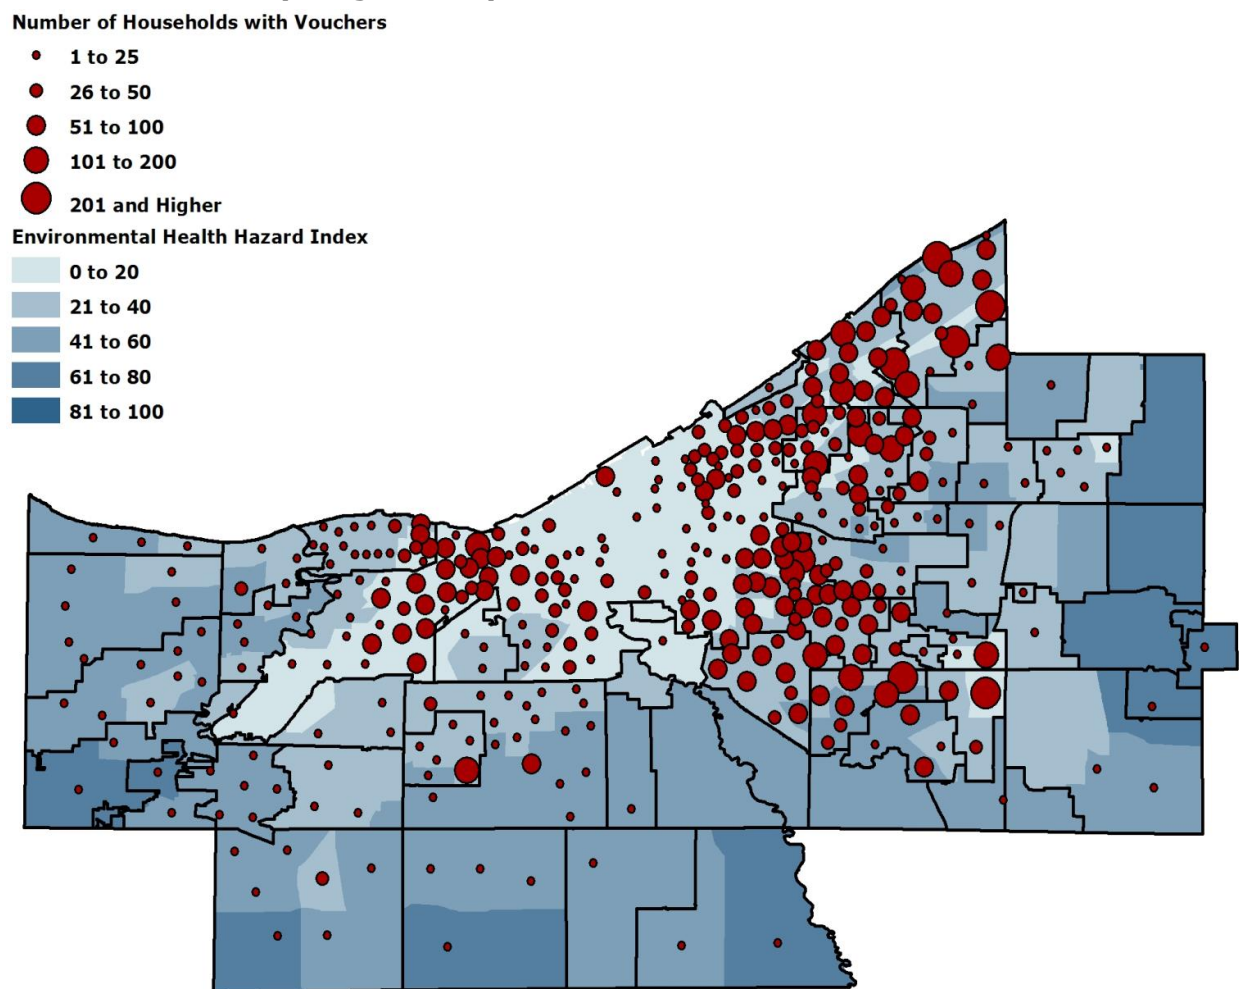 Number of Households with Vouchers
1 to 25
26 to 50
51 to 100
101 to 200
201 and Higher
Environmental Health Hazard Index
0 to 20
21 to 40
41 to 60
61 to 80
81 to 100